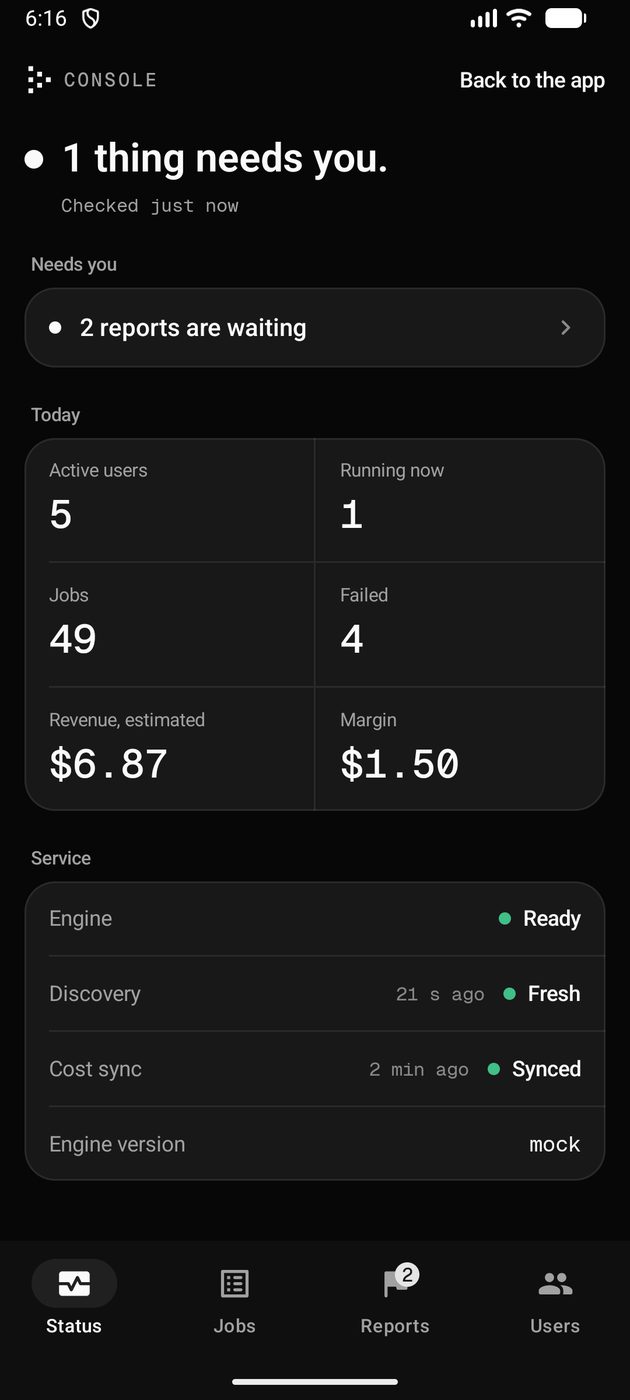 6:16
CONSOLE
Back to the app
1 thing needs you.
Checked just now
Needs you
2 reports are waiting
Today
Active users
Running now
5
1
Jobs
Failed
49
4
Revenue, estimated
Margin
$6.87
$1.50
Service
Engine
Ready
Discovery
21 s ago
Fresh
Cost sync
2 min ago
Synced
Engine version
mock
2
Status
Jobs
Reports
Users